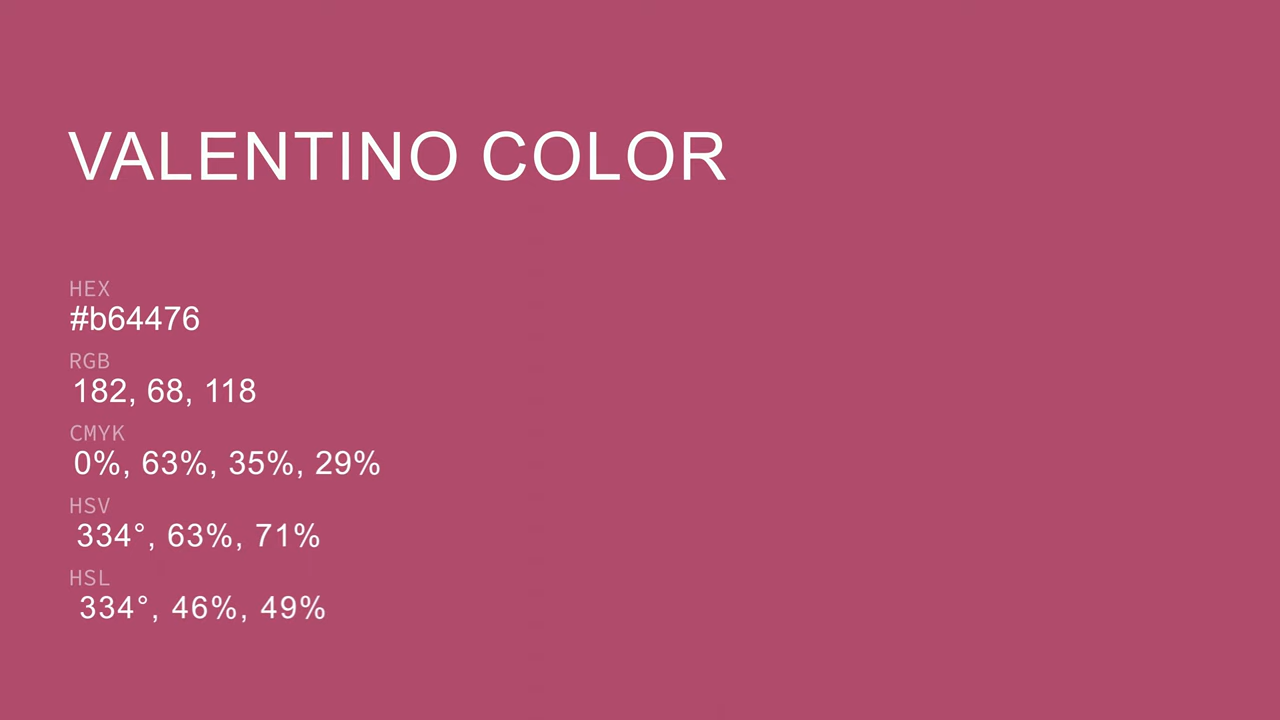 VALENTINO COLOR
HEX
#b64476
RGB
182, 68, 118
CMYK
0%, 63%, 35%, 29%
HSV
334°, 63%, 71%
HSL
334°, 46%, 49%